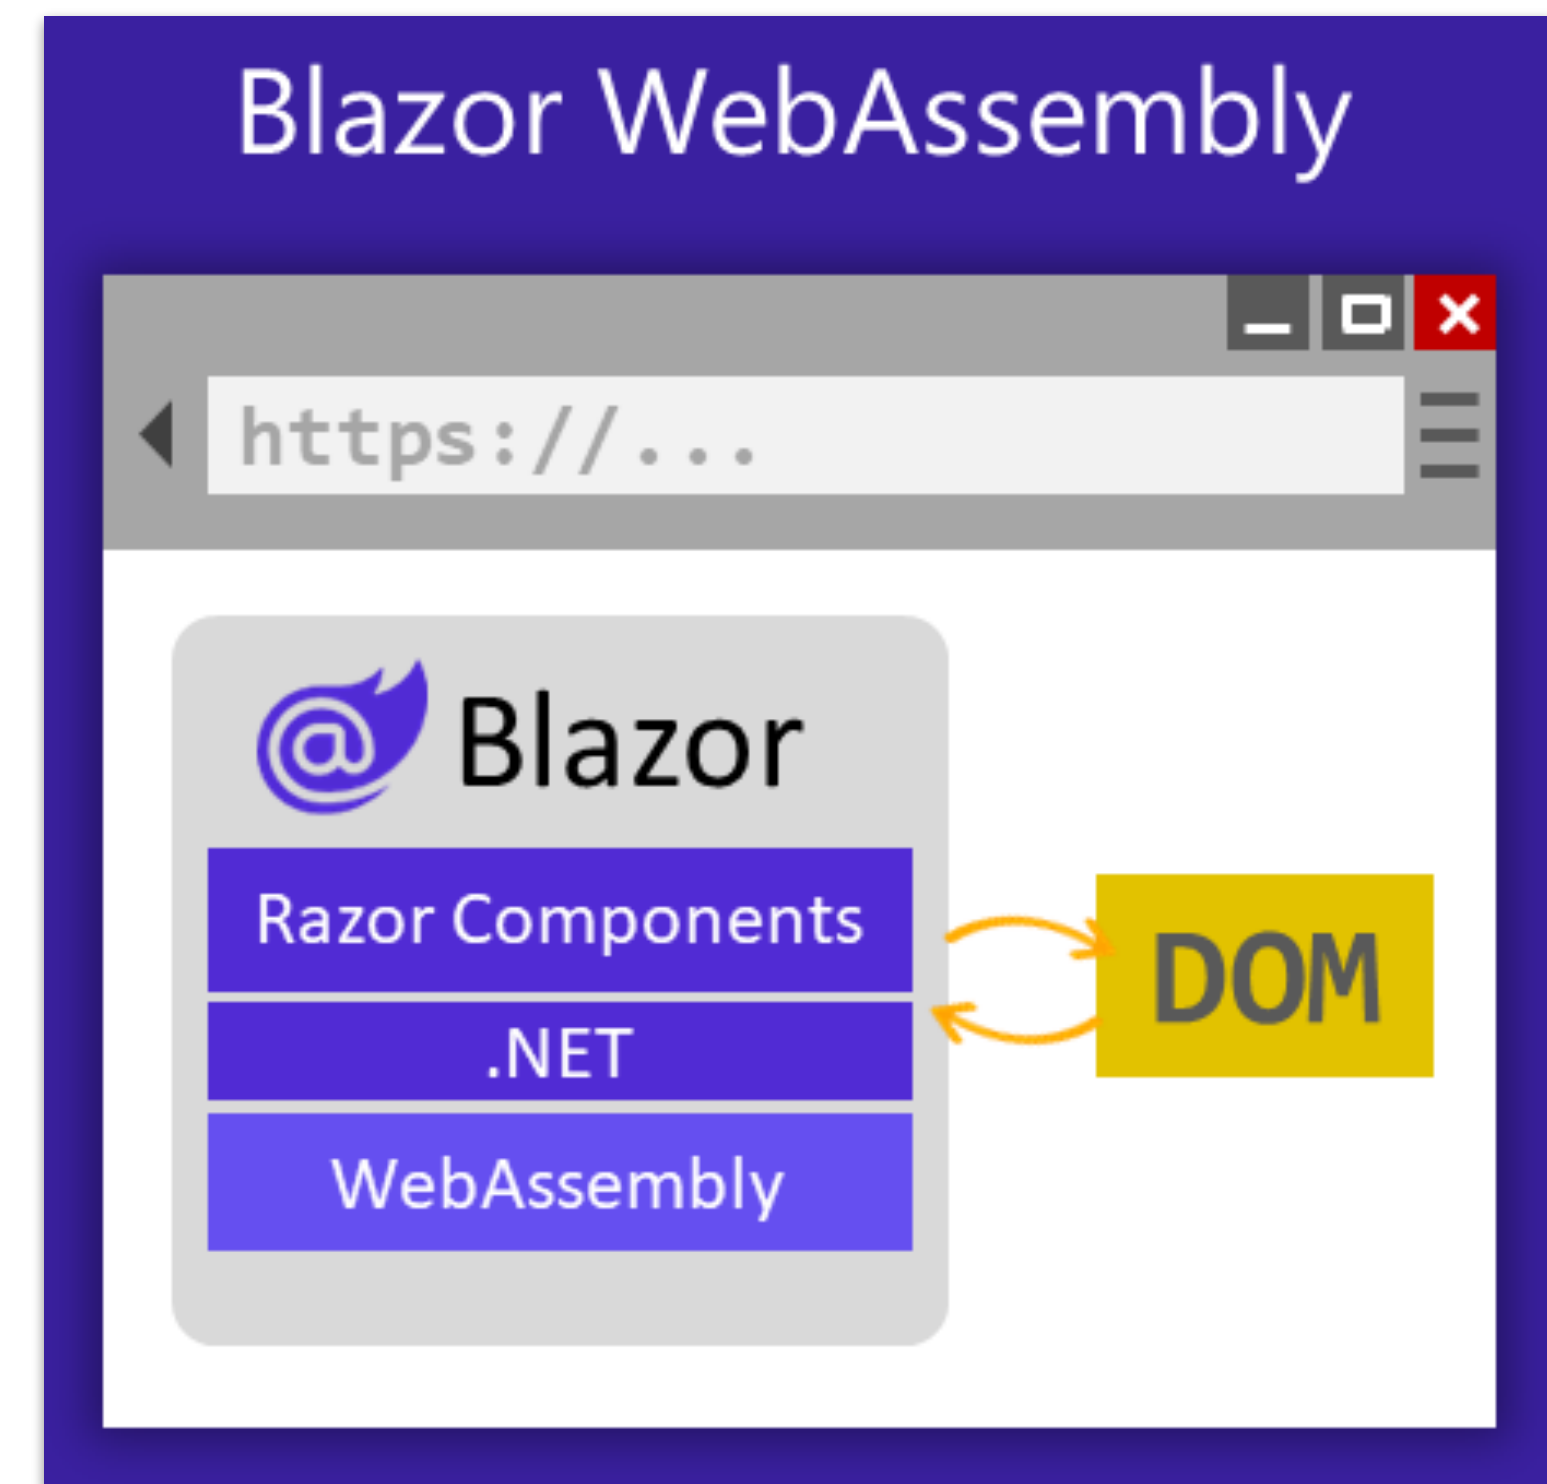 Blazor WebAssembly
https://...
@ Blazor
Razor Components
.NET
DOM
WebAssembly